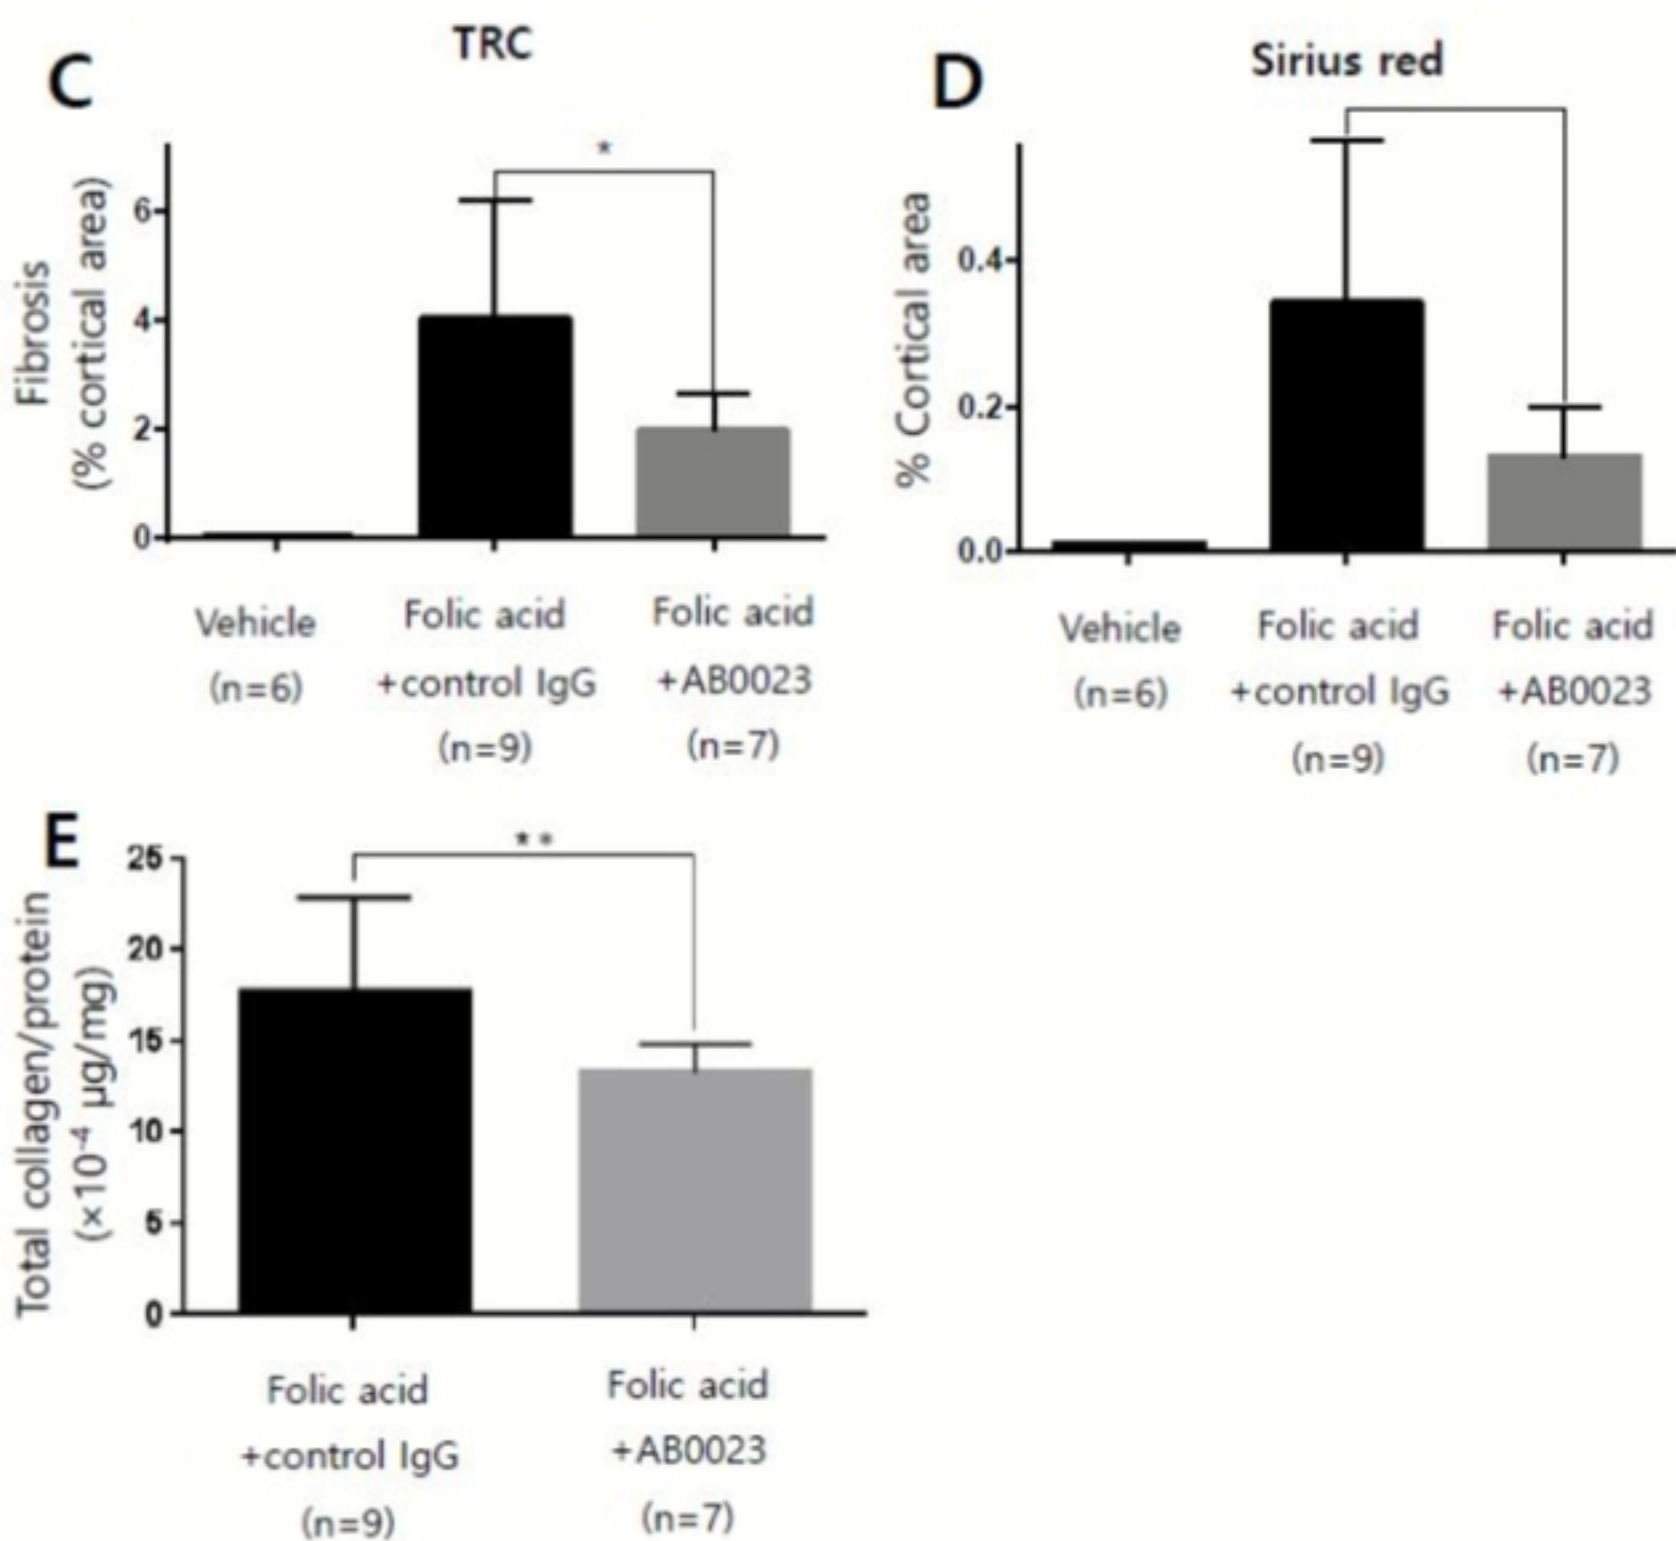 C
TRC
Fibrosis
(% cortical area)
6
4
2
0
*
Vehicle
(n=6)
Folic acid
+control IgG
(n=9)
Folic acid
+AB0023
(n=7)
D
Sirius red
% Cortical area
0.4
0.2
0.0
Vehicle
(n=6)
Folic acid
+control IgG
(n=9)
Folic acid
+AB0023
(n=7)
E
Total collagen/protein
(×10⁻⁴ µg/mg)
25
20
15
10
5
0
**
Folic acid
+control IgG
(n=9)
Folic acid
+AB0023
(n=7)